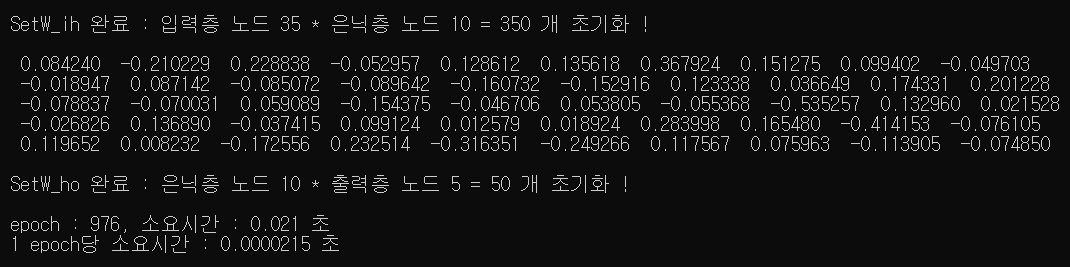 SetW_ih 완료 : 입력층 노드 35 * 은닉층 노드 10 = 350 개 초기화 !
0.084240 -0.210229 0.228838 -0.052957 0.128612 0.135618 0.367924 0.151275 0.099402 -0.049703
-0.018947 0.087142 -0.085072 -0.089642 -0.160732 -0.152916 0.123338 0.036649 0.174331 0.201228
-0.078837 -0.070031 0.059089 -0.154375 -0.046706 0.053805 -0.055368 -0.535257 0.132960 0.021528
-0.026826 0.136890 -0.037415 0.099124 0.012579 0.018924 0.283998 0.165480 -0.414153 -0.076105
0.119652 0.008232 -0.172556 0.232514 -0.316351 -0.249266 0.117567 0.075963 -0.113905 -0.074850
SetW_ho 완료 : 은닉층 노드 10 * 출력층 노드 5 = 50 개 초기화 !
epoch : 976, 소요시간 : 0.021 초
1 epoch당 소요시간 : 0.0000215 초